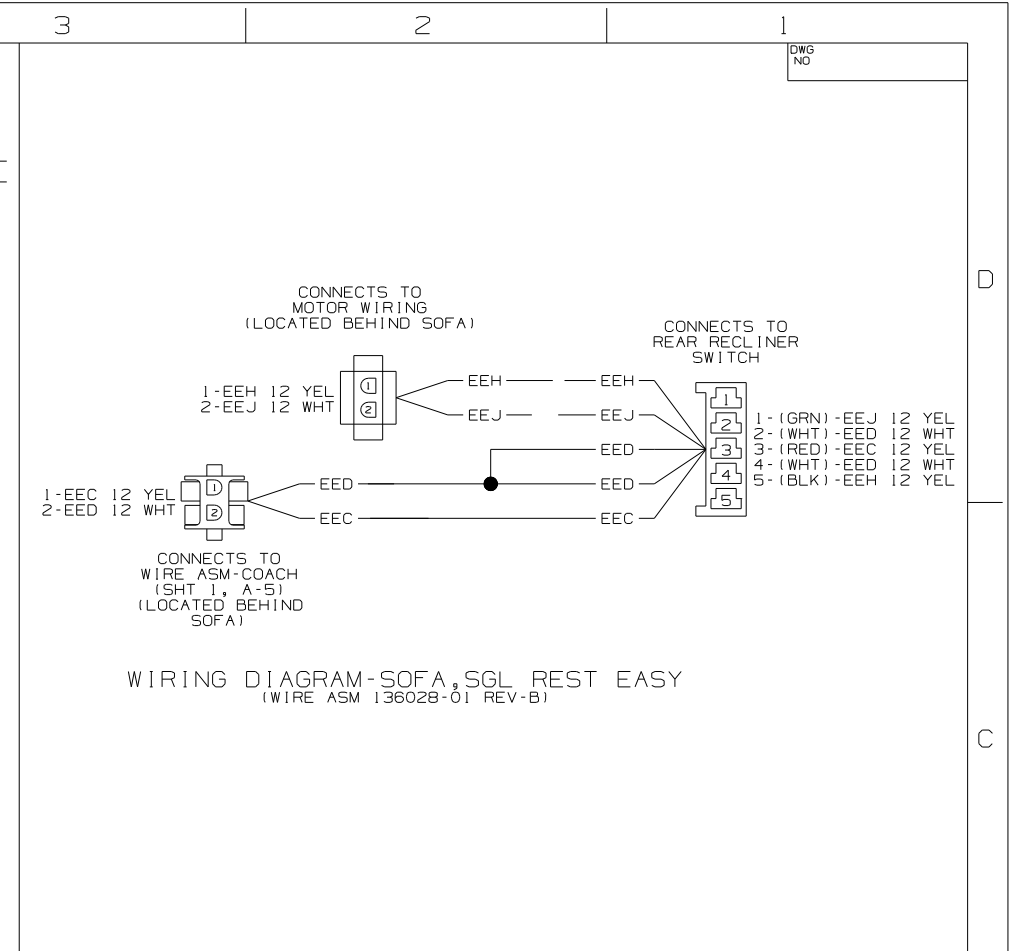 3 2 1
DWG
NO
D
CONNECTS TO
MOTOR WIRING
(LOCATED BEHIND SOFA)
1-EEH 12 YEL
2-EEJ 12 WHT
1
2
EEH EEH
EEJ EEJ
EED
EED EED
EEC EEC
CONNECTS TO
REAR RECLINER
SWITCH
1
2
3
4
5
1-(GRN)-EEJ 12 YEL
2-(WHT)-EED 12 WHT
3-(RED)-EEC 12 YEL
4-(WHT)-EED 12 WHT
5-(BLK)-EEH 12 YEL
1-EEC 12 YEL
2-EED 12 WHT
1
2
CONNECTS TO
WIRE ASM-COACH
(SHT 1, A-5)
(LOCATED BEHIND
SOFA)
WIRING DIAGRAM-SOFA,SGL REST EASY
(WIRE ASM 136028-01 REV-B)
C